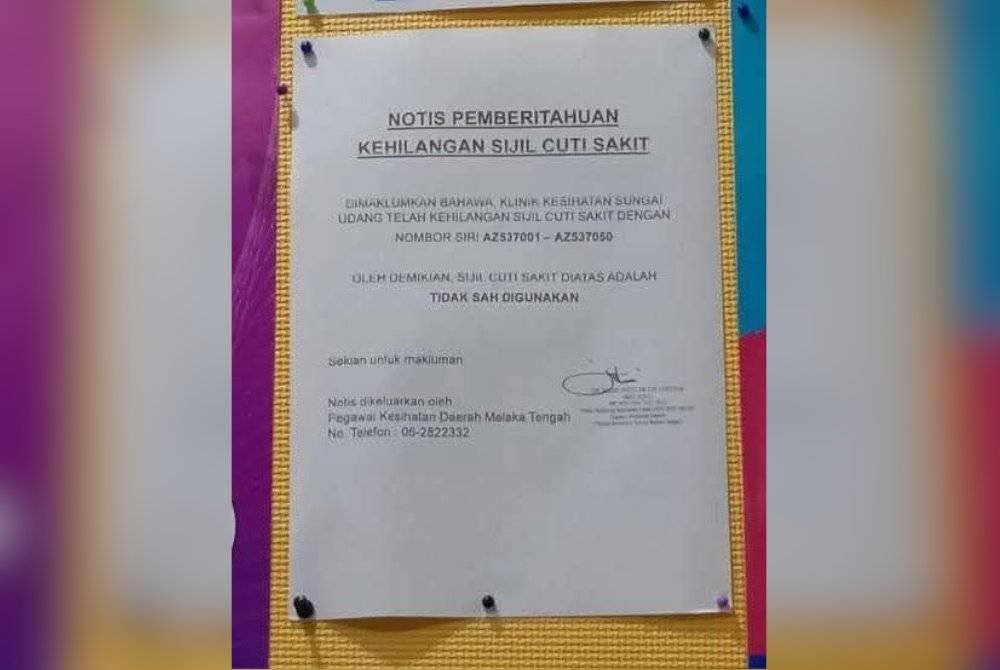 NOTIS PEMBERITAHUAN
KEHILANGAN SIJIL CUTI SAKIT
DIMAKLUMKAN BAHAWA, KLINIK KESIHATAN SUNGAI
UDANG TELAH KEHILANGAN SIJIL CUTI SAKIT DENGAN
NOMBOR SIRI AZ537001 – AZ537050
OLEH DEMIKIAN, SIJIL CUTI SAKIT DIATAS ADALAH
TIDAK SAH DIGUNAKAN
Sekian untuk makluman
Notis dikeluarkan oleh :
Pegawai Kesihatan Daerah Melaka Tengah
No. Telefon : 06-2822332